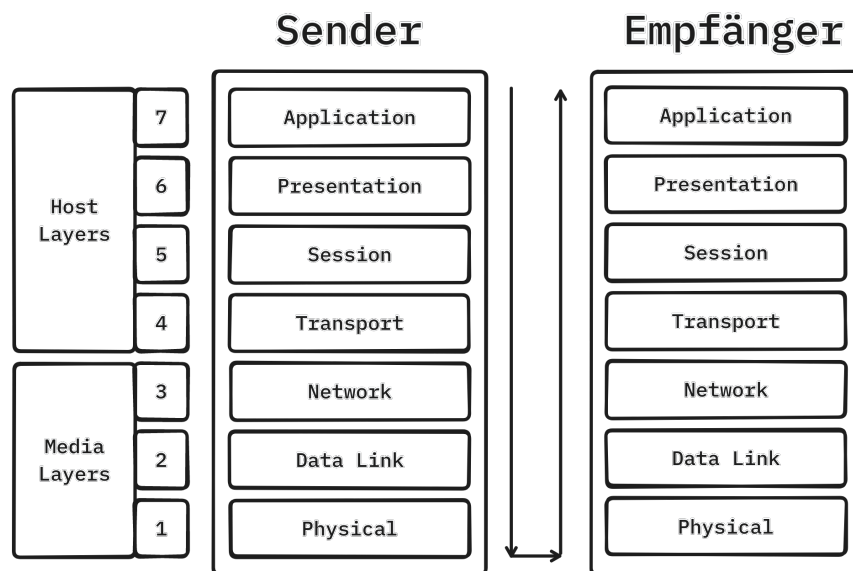 Sender
Empfänger
Host
Layers
7
6
5
4
Media
Layers
3
2
1
Application
Presentation
Session
Transport
Network
Data Link
Physical
Application
Presentation
Session
Transport
Network
Data Link
Physical